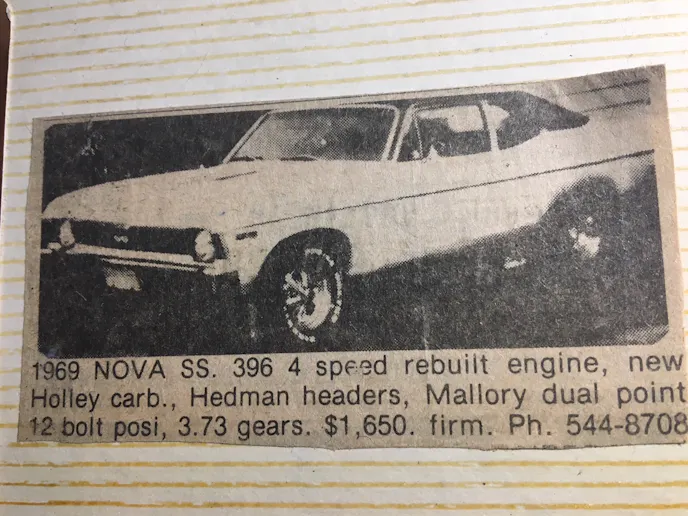 1969 NOVA SS. 396 4 speed rebuilt engine, new
Holley carb., Hedman headers, Mallory dual point
12 bolt posi, 3.73 gears. $1,650. firm. Ph. 544-8708